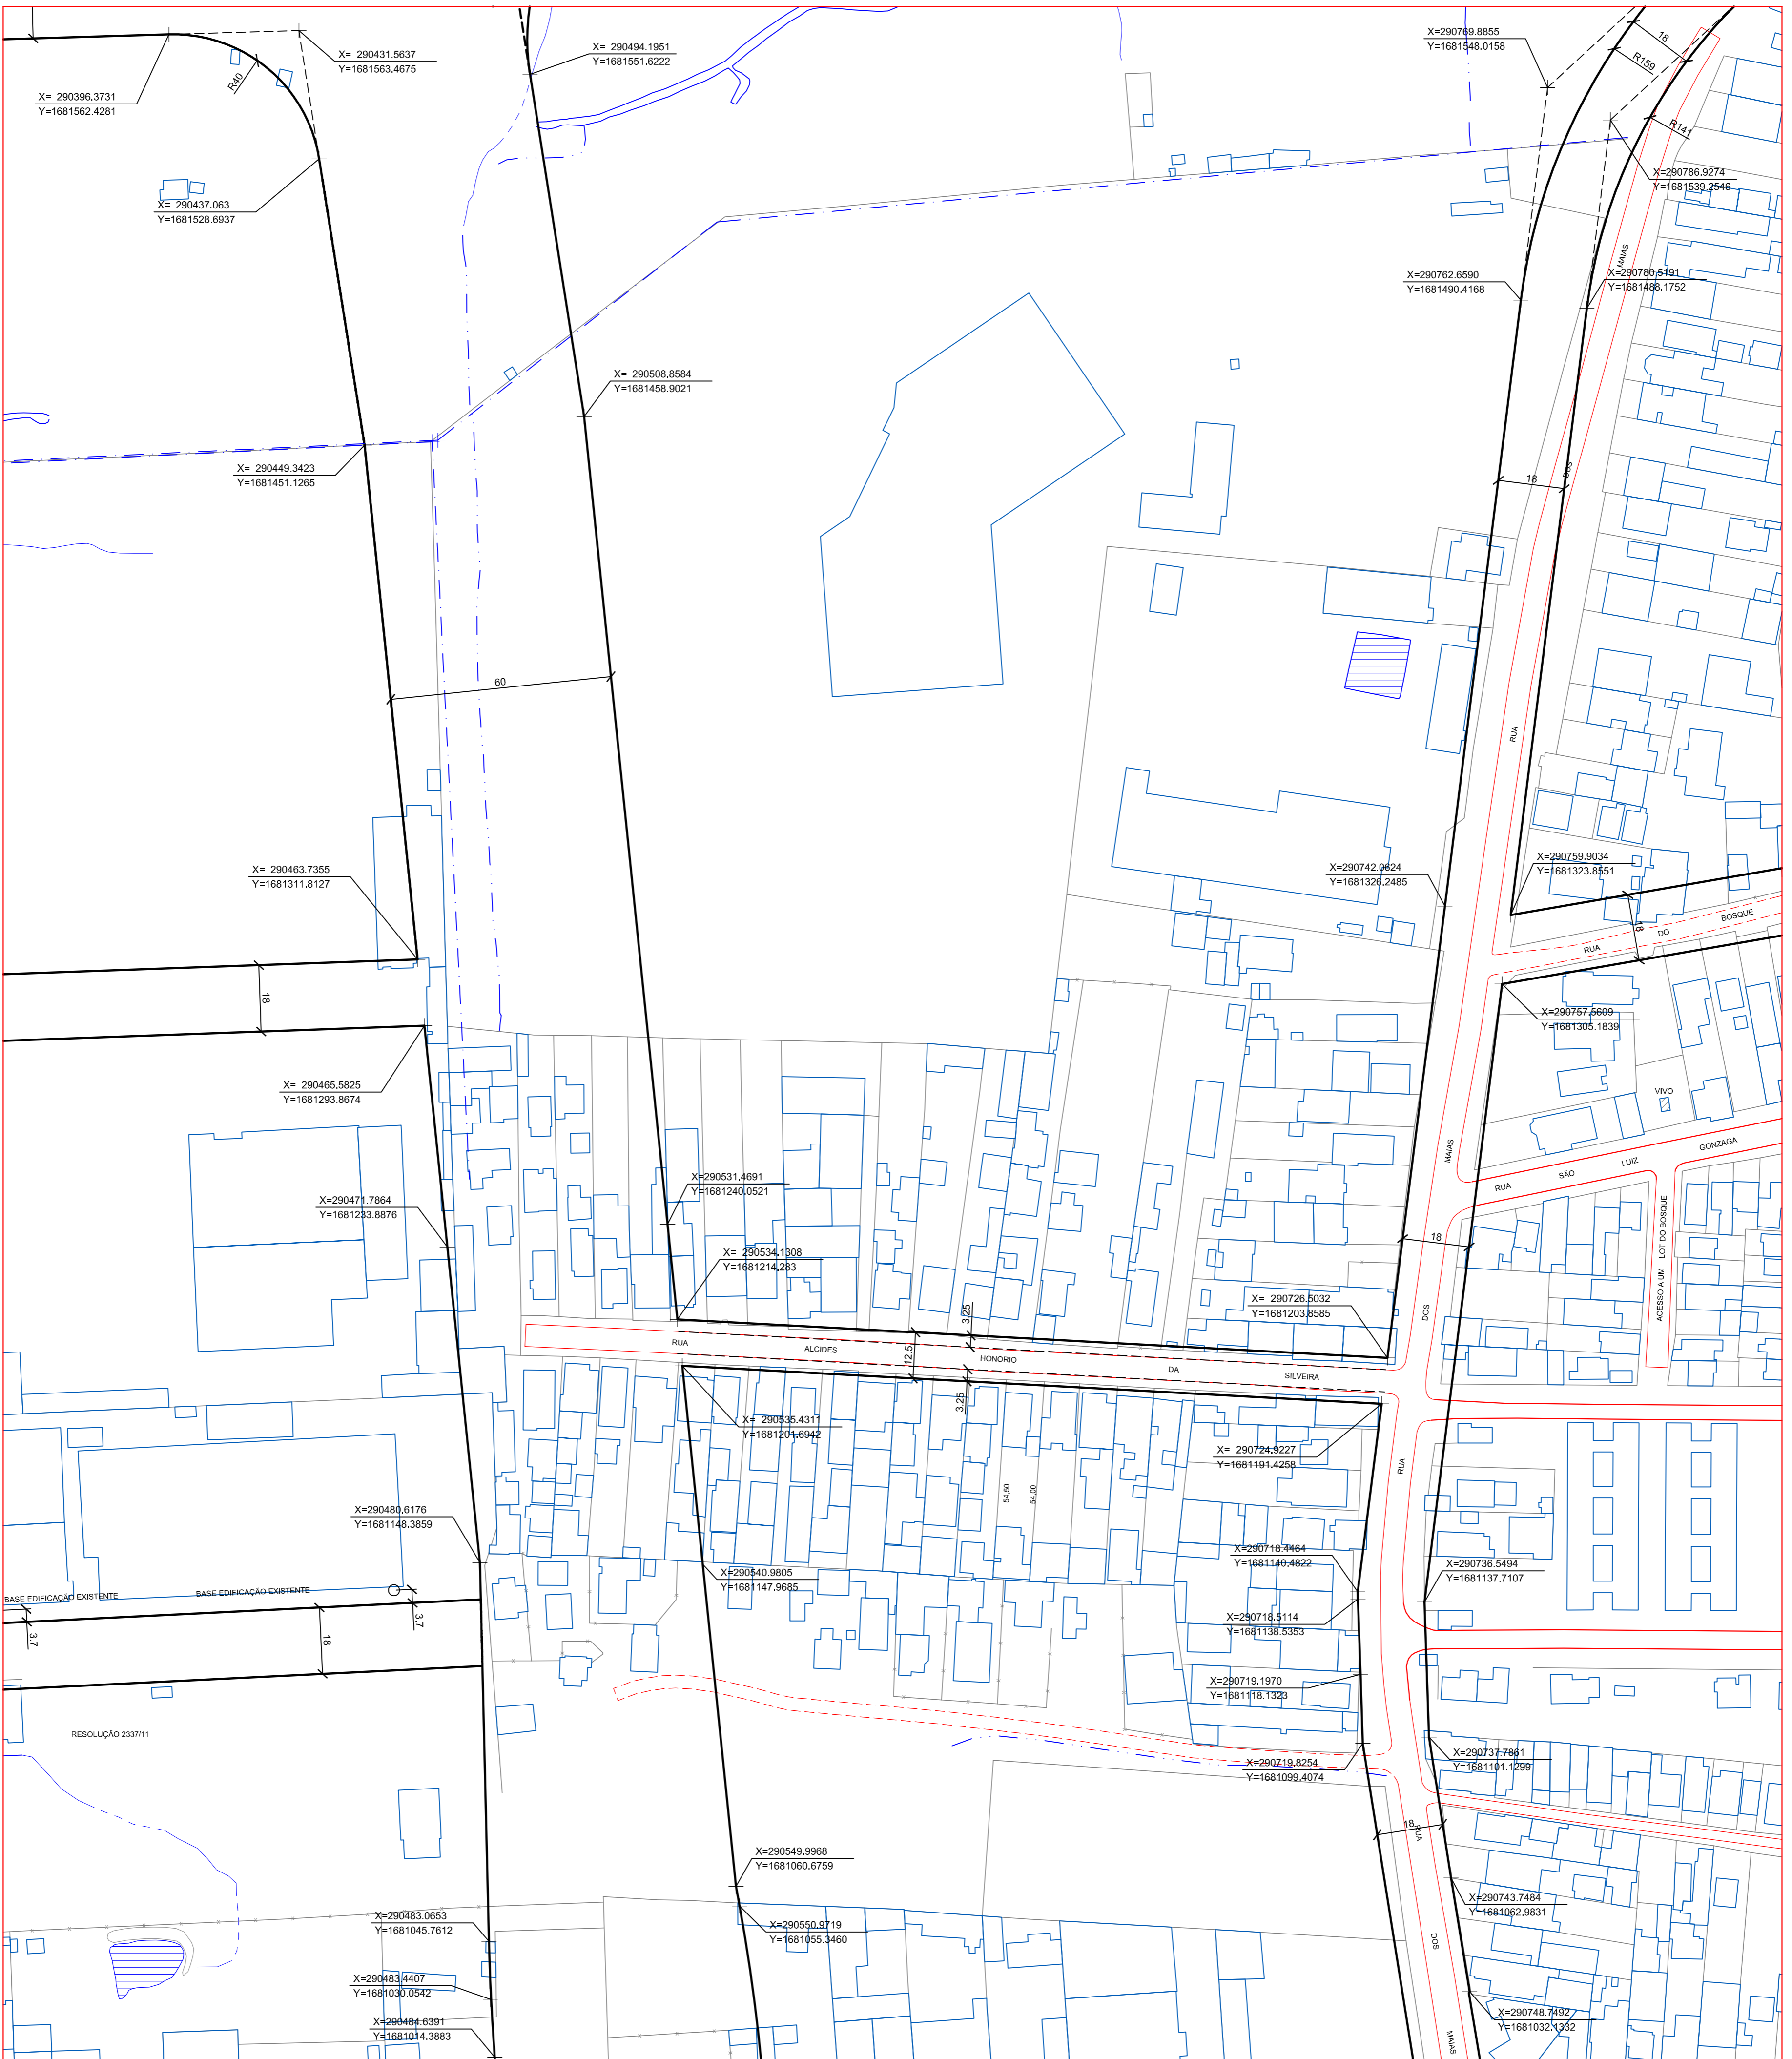 X= 290431.5637
Y=1681563.4675
X= 290494.1951
Y=1681551.6222
X=290769.8855
Y=1681548.0158
18
R159
R40
X= 290396.3731
Y=1681562.4281
R141
X=290786.9274
Y=1681539.2546
X= 290437.063
Y=1681528.6937
MAIAS
X=290762.6590
Y=1681490.4168
X=290780.5191
Y=1681488.1752
X= 290508.8584
Y=1681458.9021
X= 290449.3423
Y=1681451.1265
18
DOS
60
RUA
X= 290463.7355
Y=1681311.8127
X=290742.0624
Y=1681326.2485
X=290759.9034
Y=1681323.8551
18
RUA
DO
BOSQUE
18
X=290757.5609
Y=1681305.1839
X= 290465.5825
Y=1681293.8674
VIVO
MAIAS
RUA
SÃO
LUIZ
GONZAGA
X=290531.4691
Y=1681240.0521
X=290471.7864
Y=1681233.8876
ACESSO A UM LOT DO BOSQUE
18
X= 290534.1308
Y=1681214.283
X= 290726.5032
Y=1681203.8585
3.25
DOS
RUA
ALCIDES
12.5
HONORIO
DA
SILVEIRA
3.25
X= 290535.4311
Y=1681201.6942
X= 290724.9227
Y=1681191.4258
RUA
54.50
54.00
X=290480.6176
Y=1681148.3859
X=290718.4464
Y=1681140.4822
X=290540.9805
Y=1681147.9685
X=290736.5494
Y=1681137.7107
BASE EDIFICAÇÃO EXISTENTE
BASE EDIFICAÇÃO EXISTENTE
3.7
3.7
18
X=290718.5114
Y=1681138.5353
X=290719.1970
Y=1681118.1323
RESOLUÇÃO 2337/11
X=290719.8254
Y=1681099.4074
X=290737.7861
Y=1681101.1299
18
RUA
X=290549.9968
Y=1681060.6759
X=290743.7484
Y=1681062.9831
X=290483.0653
Y=1681045.7612
X=290550.9719
Y=1681055.3460
DOS
X=290483.4407
Y=1681030.0542
X=290748.7492
Y=1681032.1332
X=290484.6391
Y=1681014.3883
MAIAS